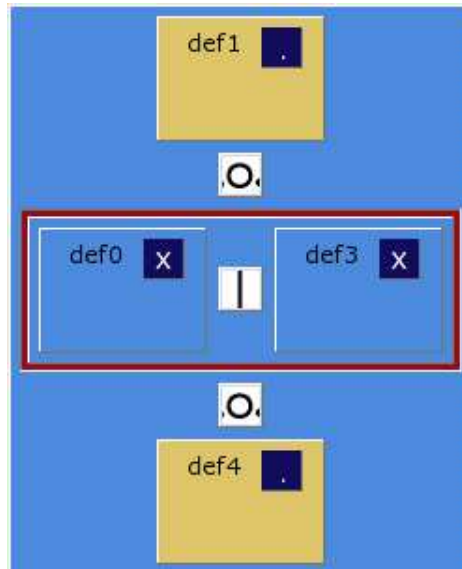 def1 .
.O.
def0 x | def3 x
.O.
def4 .